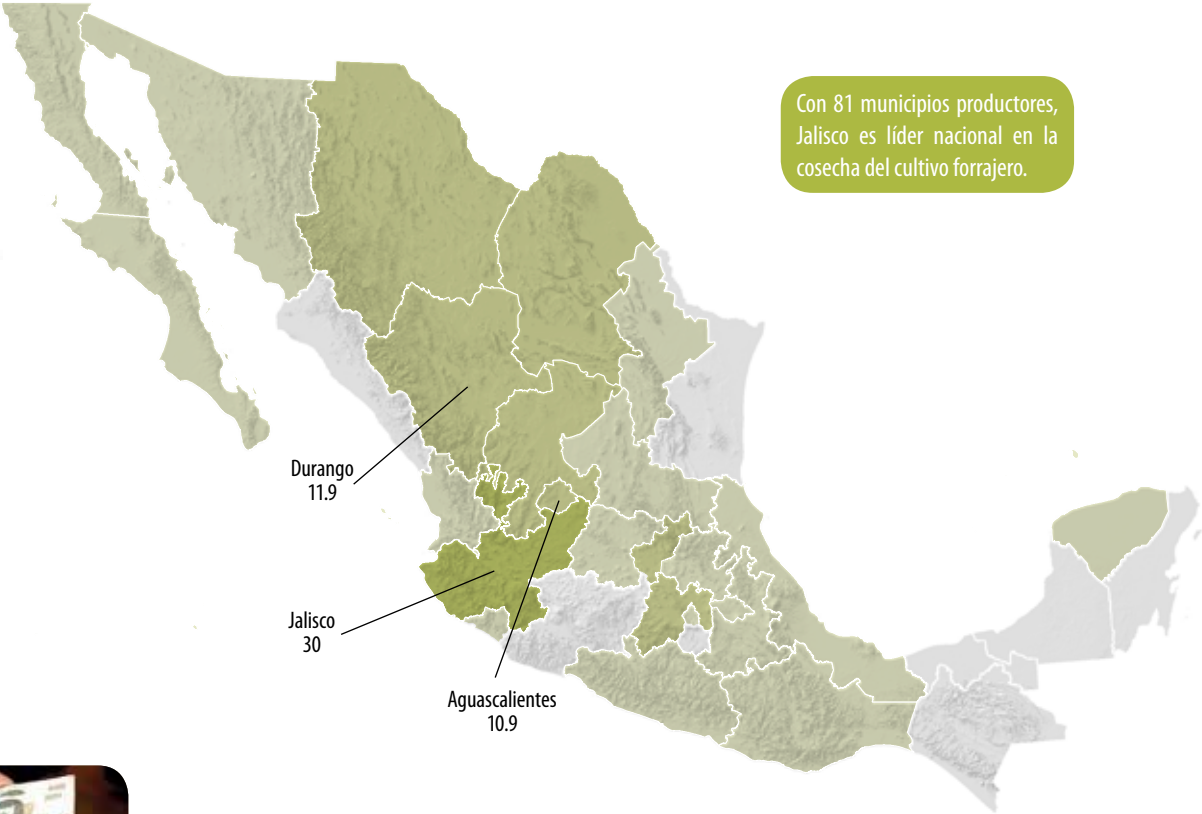 Con 81 municipios productores,
Jalisco es líder nacional en la
cosecha del cultivo forrajero.
Durango
11.9
Jalisco
30
Aguascalientes
10.9